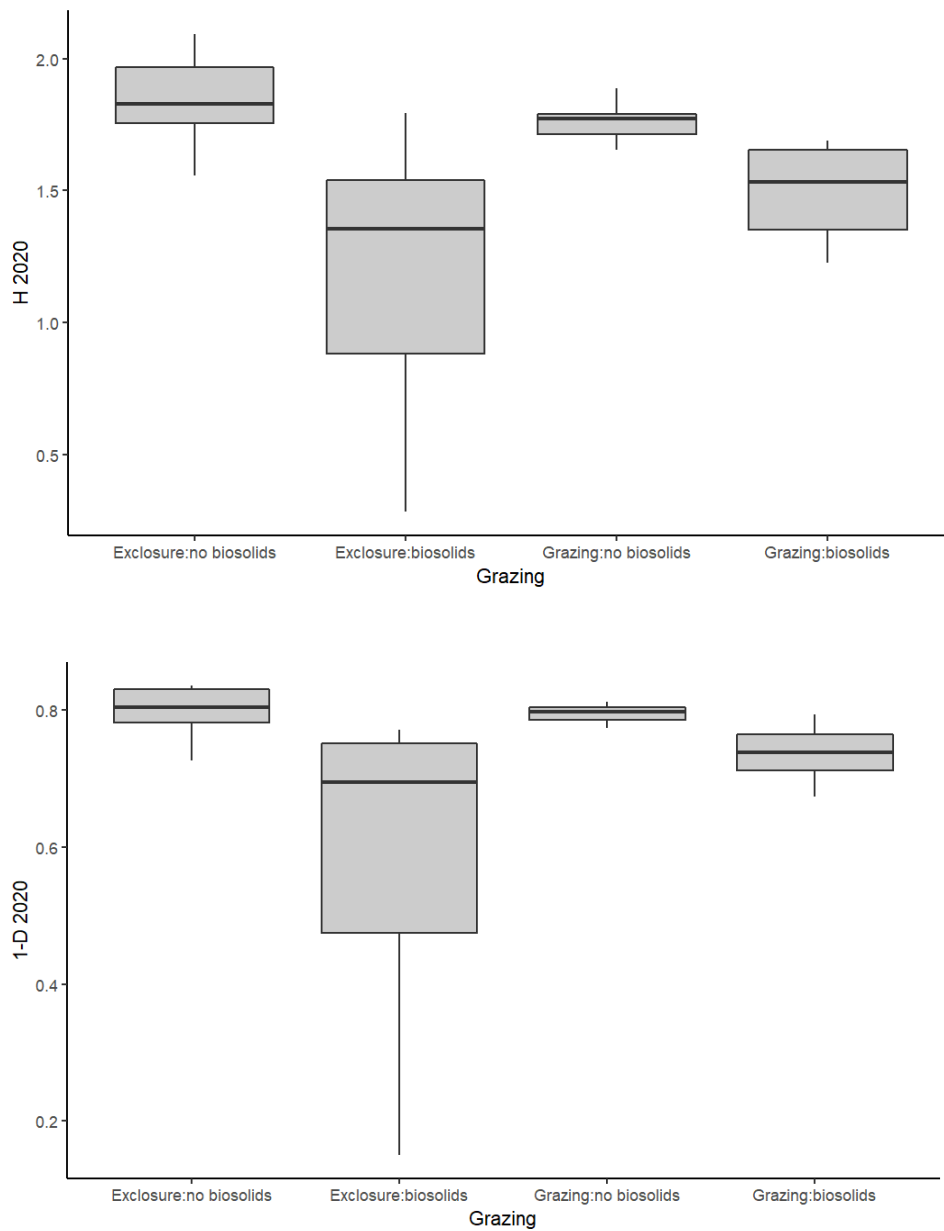 H 2020
2.0
1.5
1.0
0.5
Exclosure:no biosolids Exclosure:biosolids Grazing:no biosolids Grazing:biosolids
Grazing
1-D 2020
0.8
0.6
0.4
0.2
Exclosure:no biosolids Exclosure:biosolids Grazing:no biosolids Grazing:biosolids
Grazing